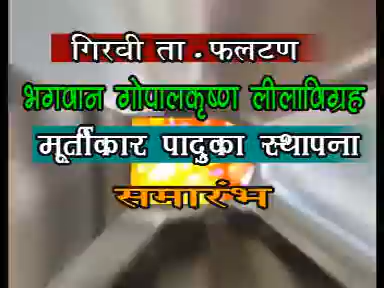 गिरवी ता . फलटण
भगवान गोपालकृष्ण लीलाविग्रह
मूर्तीकार पादुका स्थापना
समारंभ